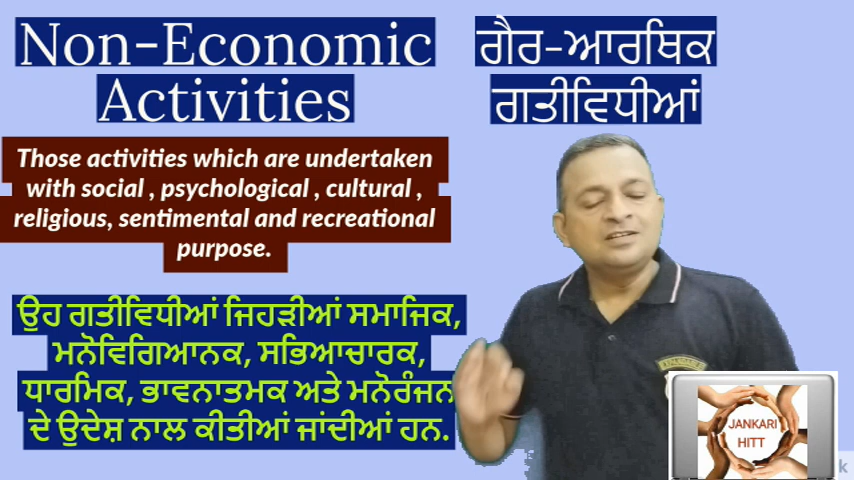 Non-Economic
Activities
ਗੈਰ-ਆਰਥਿਕ
ਗਤੀਵਿਧੀਆਂ
Those activities which are undertaken
with social , psychological , cultural ,
religious, sentimental and recreational
purpose.
ਉਹ ਗਤੀਵਿਧੀਆਂ ਜਿਹੜੀਆਂ ਸਮਾਜਿਕ,
ਮਨੋਵਿਗਿਆਨਕ, ਸਭਿਆਚਾਰਕ,
ਧਾਰਮਿਕ, ਭਾਵਨਾਤਮਕ ਅਤੇ ਮਨੋਰੰਜਨ
ਦੇ ਉਦੇਸ਼ ਨਾਲ ਕੀਤੀਆਂ ਜਾਂਦੀਆਂ ਹਨ.
JANKARI
HITT